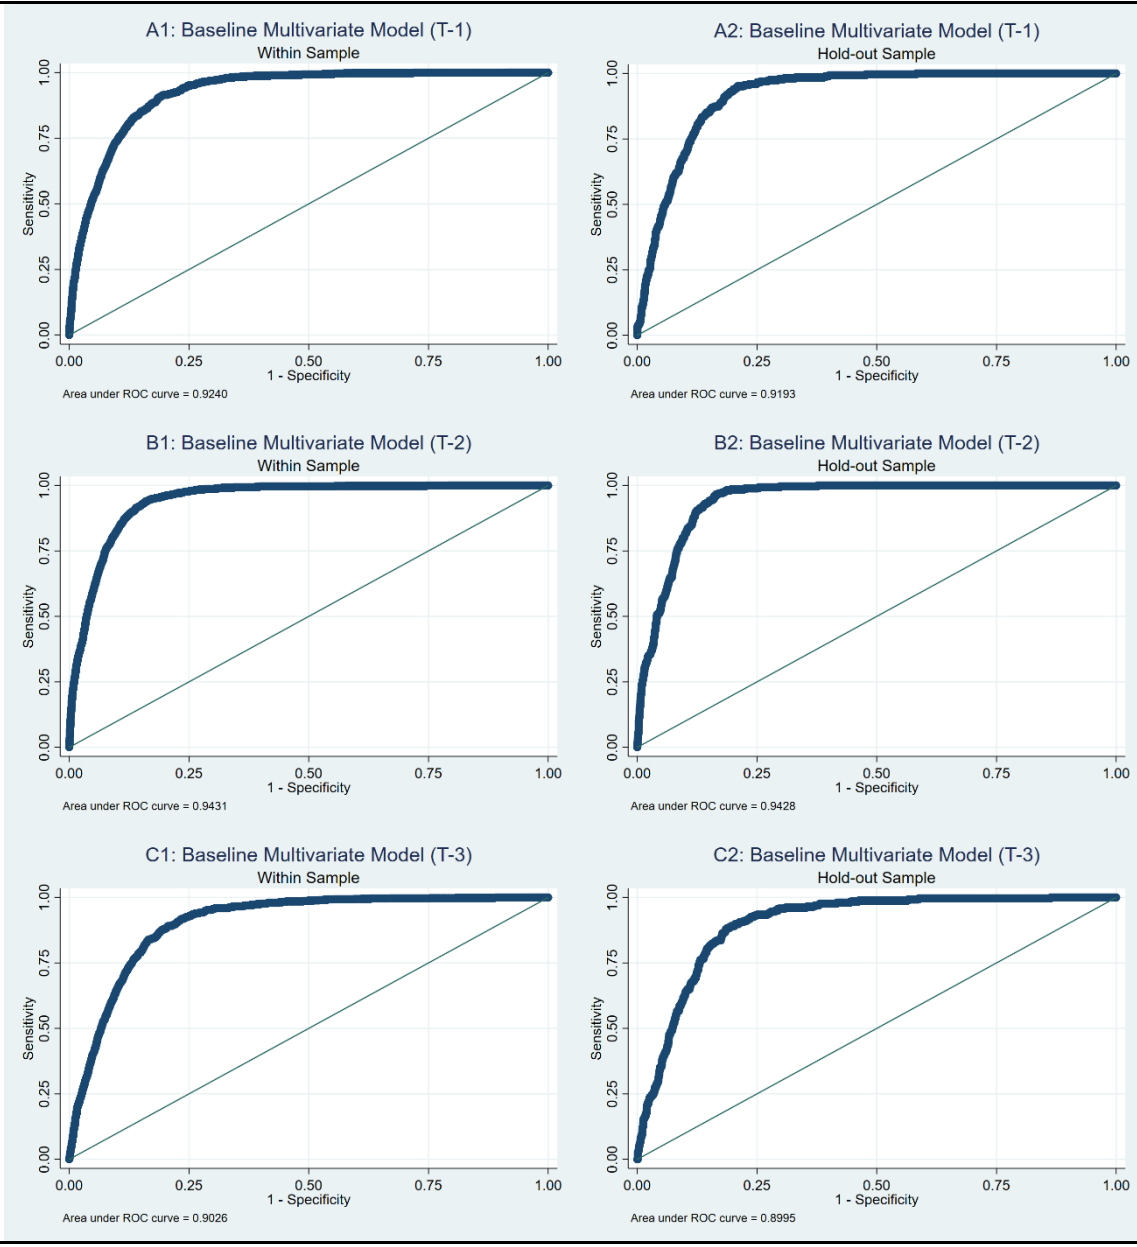 A1: Baseline Multivariate Model (T-1)
Within Sample
Sensitivity
1.00
0.75
0.50
0.25
0.00
0.00 0.25 0.50 0.75 1.00
1 - Specificity
Area under ROC curve = 0.9240
A2: Baseline Multivariate Model (T-1)
Hold-out Sample
Sensitivity
1.00
0.75
0.50
0.25
0.00
0.00 0.25 0.50 0.75 1.00
1 - Specificity
Area under ROC curve = 0.9193
B1: Baseline Multivariate Model (T-2)
Within Sample
Sensitivity
1.00
0.75
0.50
0.25
0.00
0.00 0.25 0.50 0.75 1.00
1 - Specificity
Area under ROC curve = 0.9431
B2: Baseline Multivariate Model (T-2)
Hold-out Sample
Sensitivity
1.00
0.75
0.50
0.25
0.00
0.00 0.25 0.50 0.75 1.00
1 - Specificity
Area under ROC curve = 0.9428
C1: Baseline Multivariate Model (T-3)
Within Sample
Sensitivity
1.00
0.75
0.50
0.25
0.00
0.00 0.25 0.50 0.75 1.00
1 - Specificity
Area under ROC curve = 0.9026
C2: Baseline Multivariate Model (T-3)
Hold-out Sample
Sensitivity
1.00
0.75
0.50
0.25
0.00
0.00 0.25 0.50 0.75 1.00
1 - Specificity
Area under ROC curve = 0.8995